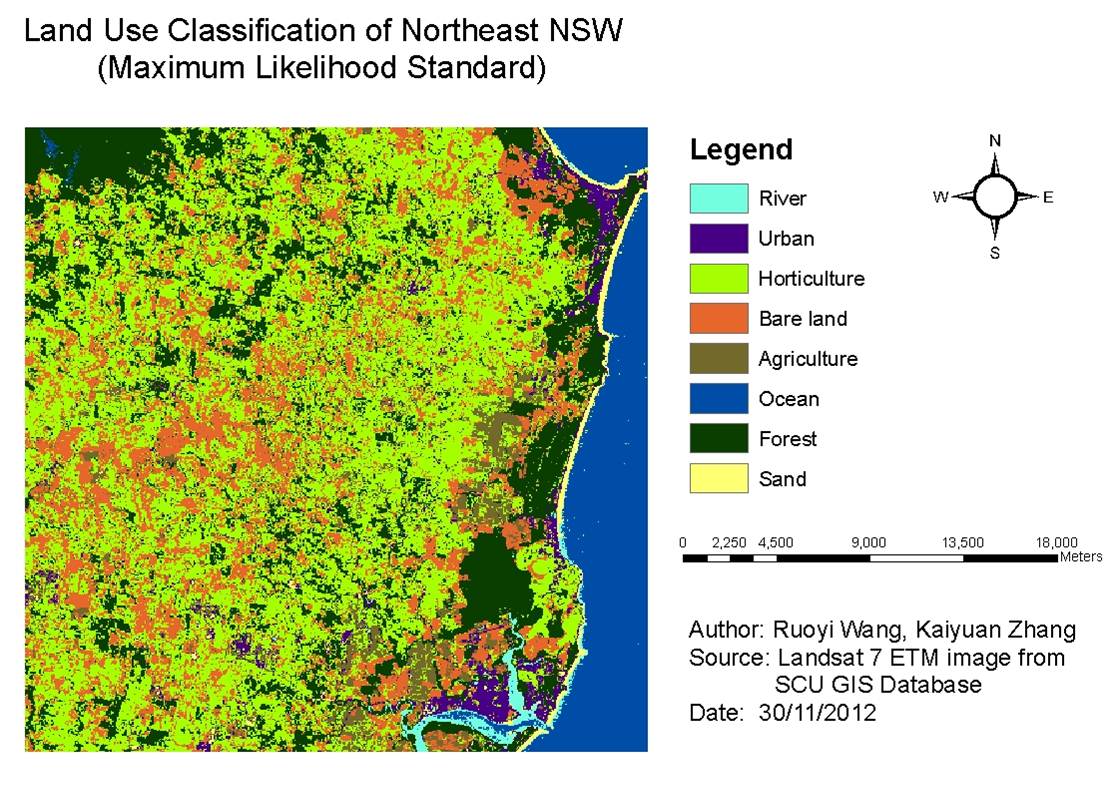 Land Use Classification of Northeast NSW
(Maximum Likelihood Standard)
Legend
River
Urban
Horticulture
Bare land
Agriculture
Ocean
Forest
Sand
N
W E
S
0 2,250 4,500 9,000 13,500 18,000
Meters
Author: Ruoyi Wang, Kaiyuan Zhang
Source: Landsat 7 ETM image from
SCU GIS Database
Date: 30/11/2012